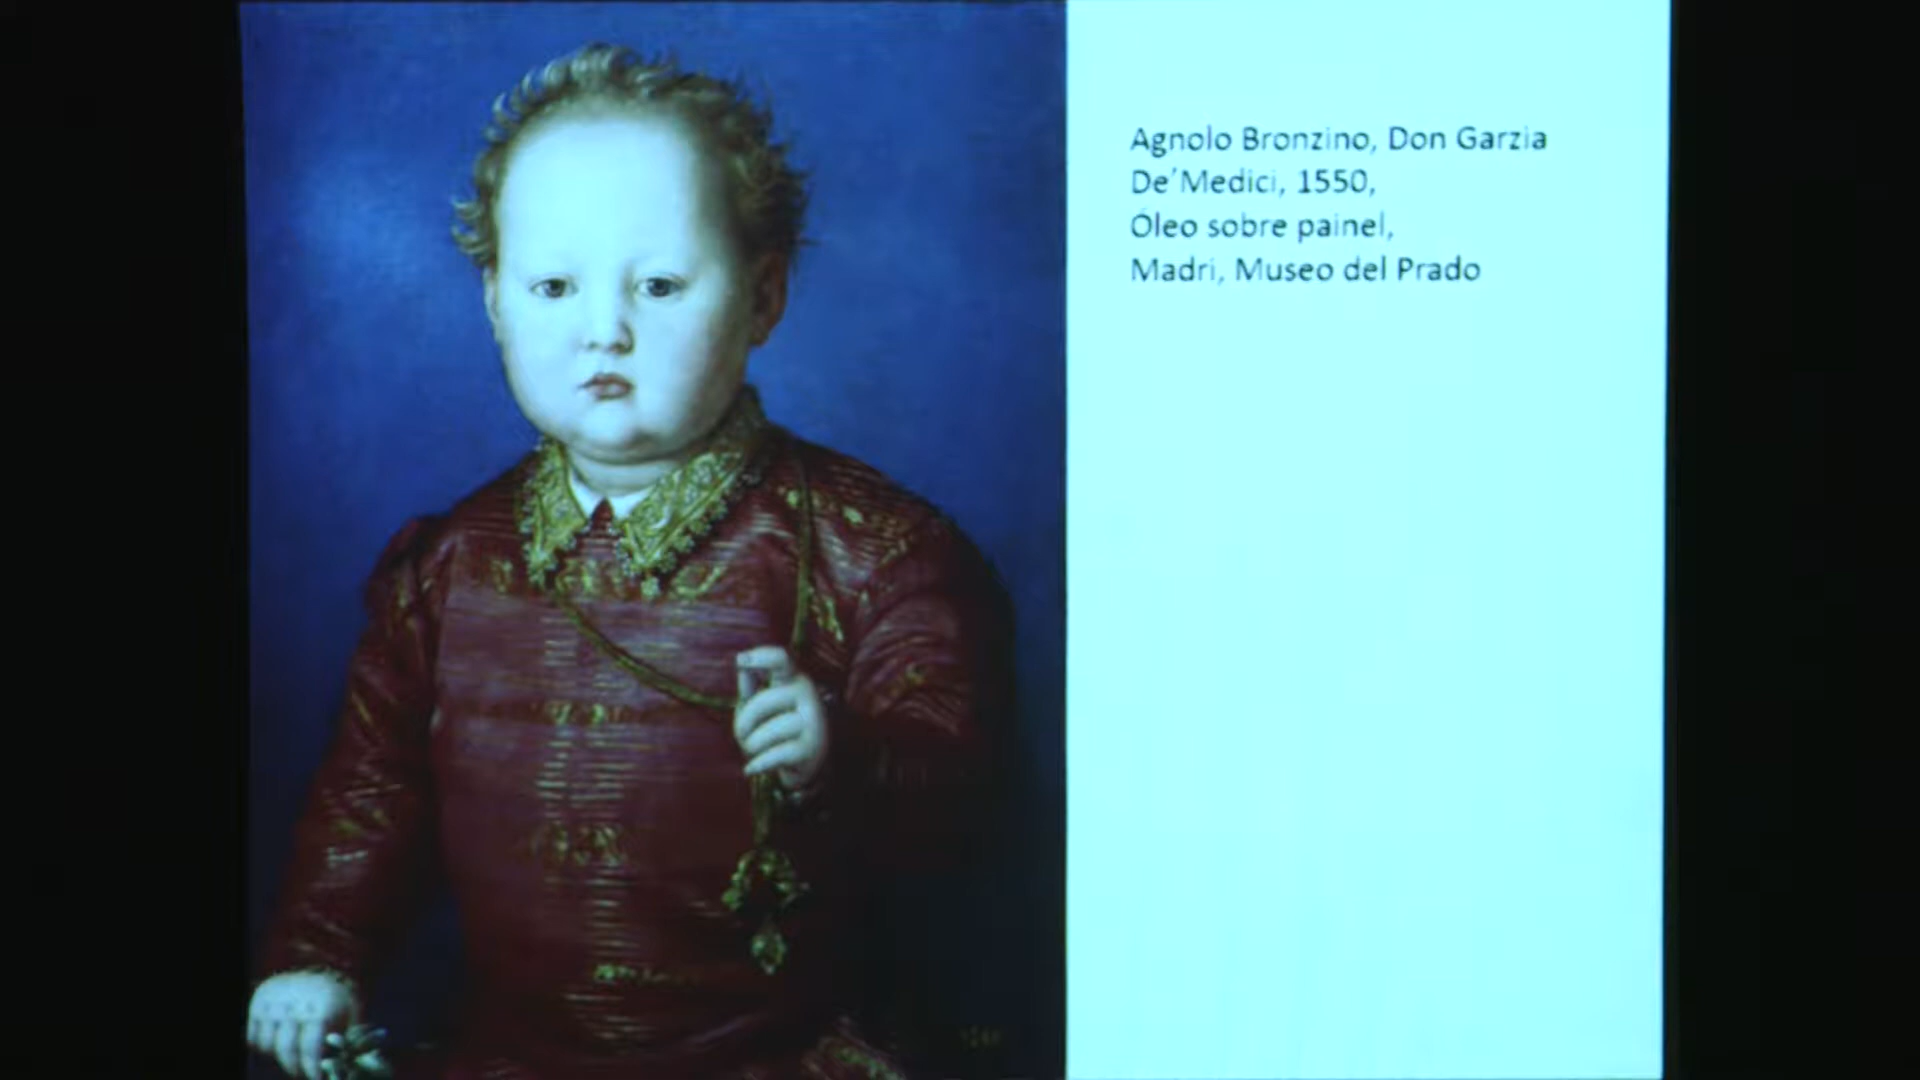 Agnolo Bronzino, Don Garzia
De’Medici, 1550,
Óleo sobre painel,
Madri, Museo del Prado